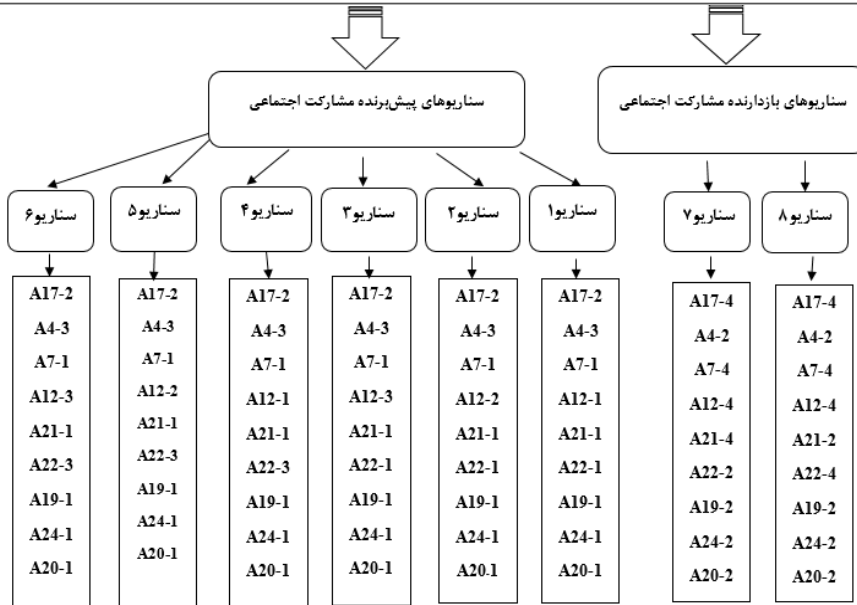 سناریوهای بازدارنده مشارکت اجتماعی
سناریوهای پیش‌برنده مشارکت اجتماعی
سناریو۸
A17-4
A4-2
A7-4
A12-4
A21-2
A22-4
A19-2
A24-2
A20-2
سناریو۷
A17-4
A4-2
A7-4
A12-4
A21-4
A22-2
A19-2
A24-2
A20-2
سناریو۱
A17-2
A4-3
A7-1
A12-1
A21-1
A22-1
A19-1
A24-1
A20-1
سناریو۲
A17-2
A4-3
A7-1
A12-2
A21-1
A22-1
A19-1
A24-1
A20-1
سناریو۳
A17-2
A4-3
A7-1
A12-3
A21-1
A22-1
A19-1
A24-1
A20-1
سناریو۴
A17-2
A4-3
A7-1
A12-1
A21-1
A22-3
A19-1
A24-1
A20-1
سناریو۵
A17-2
A4-3
A7-1
A12-2
A21-1
A22-3
A19-1
A24-1
A20-1
سناریو۶
A17-2
A4-3
A7-1
A12-3
A21-1
A22-3
A19-1
A24-1
A20-1